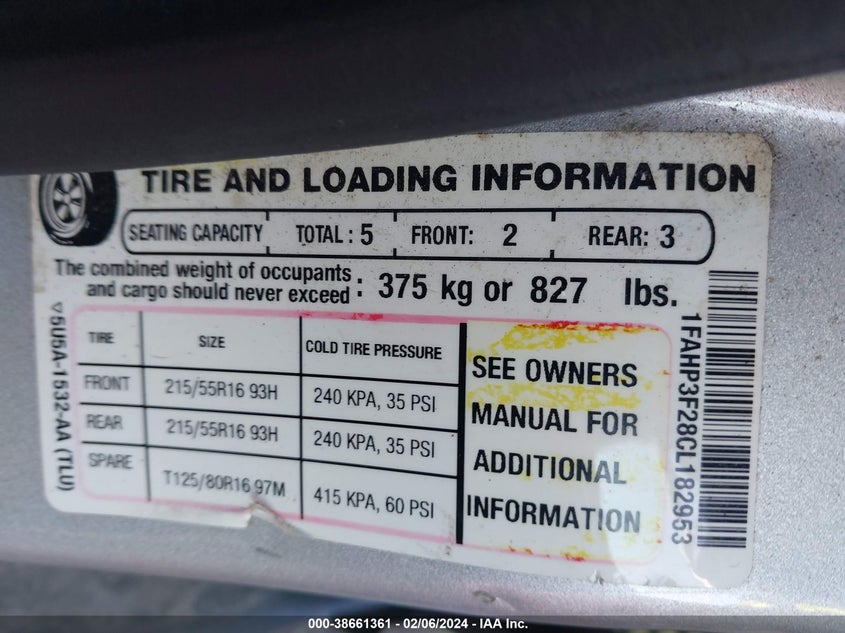 TIRE AND LOADING INFORMATION
SEATING CAPACITY TOTAL: 5 FRONT: 2 REAR: 3
The combined weight of occupants
and cargo should never exceed : 375 kg or 827 lbs.
TIRE SIZE COLD TIRE PRESSURE
FRONT 215/55R16 93H 240 KPA, 35 PSI
REAR 215/55R16 93H 240 KPA, 35 PSI
SPARE T125/80R16 97M 415 KPA, 60 PSI
SEE OWNERS
MANUAL FOR
ADDITIONAL
INFORMATION
5U5A-1532-AA (TLU)
1FAHP3F28CL182953
000-38661361 - 02/06/2024 - IAA Inc.